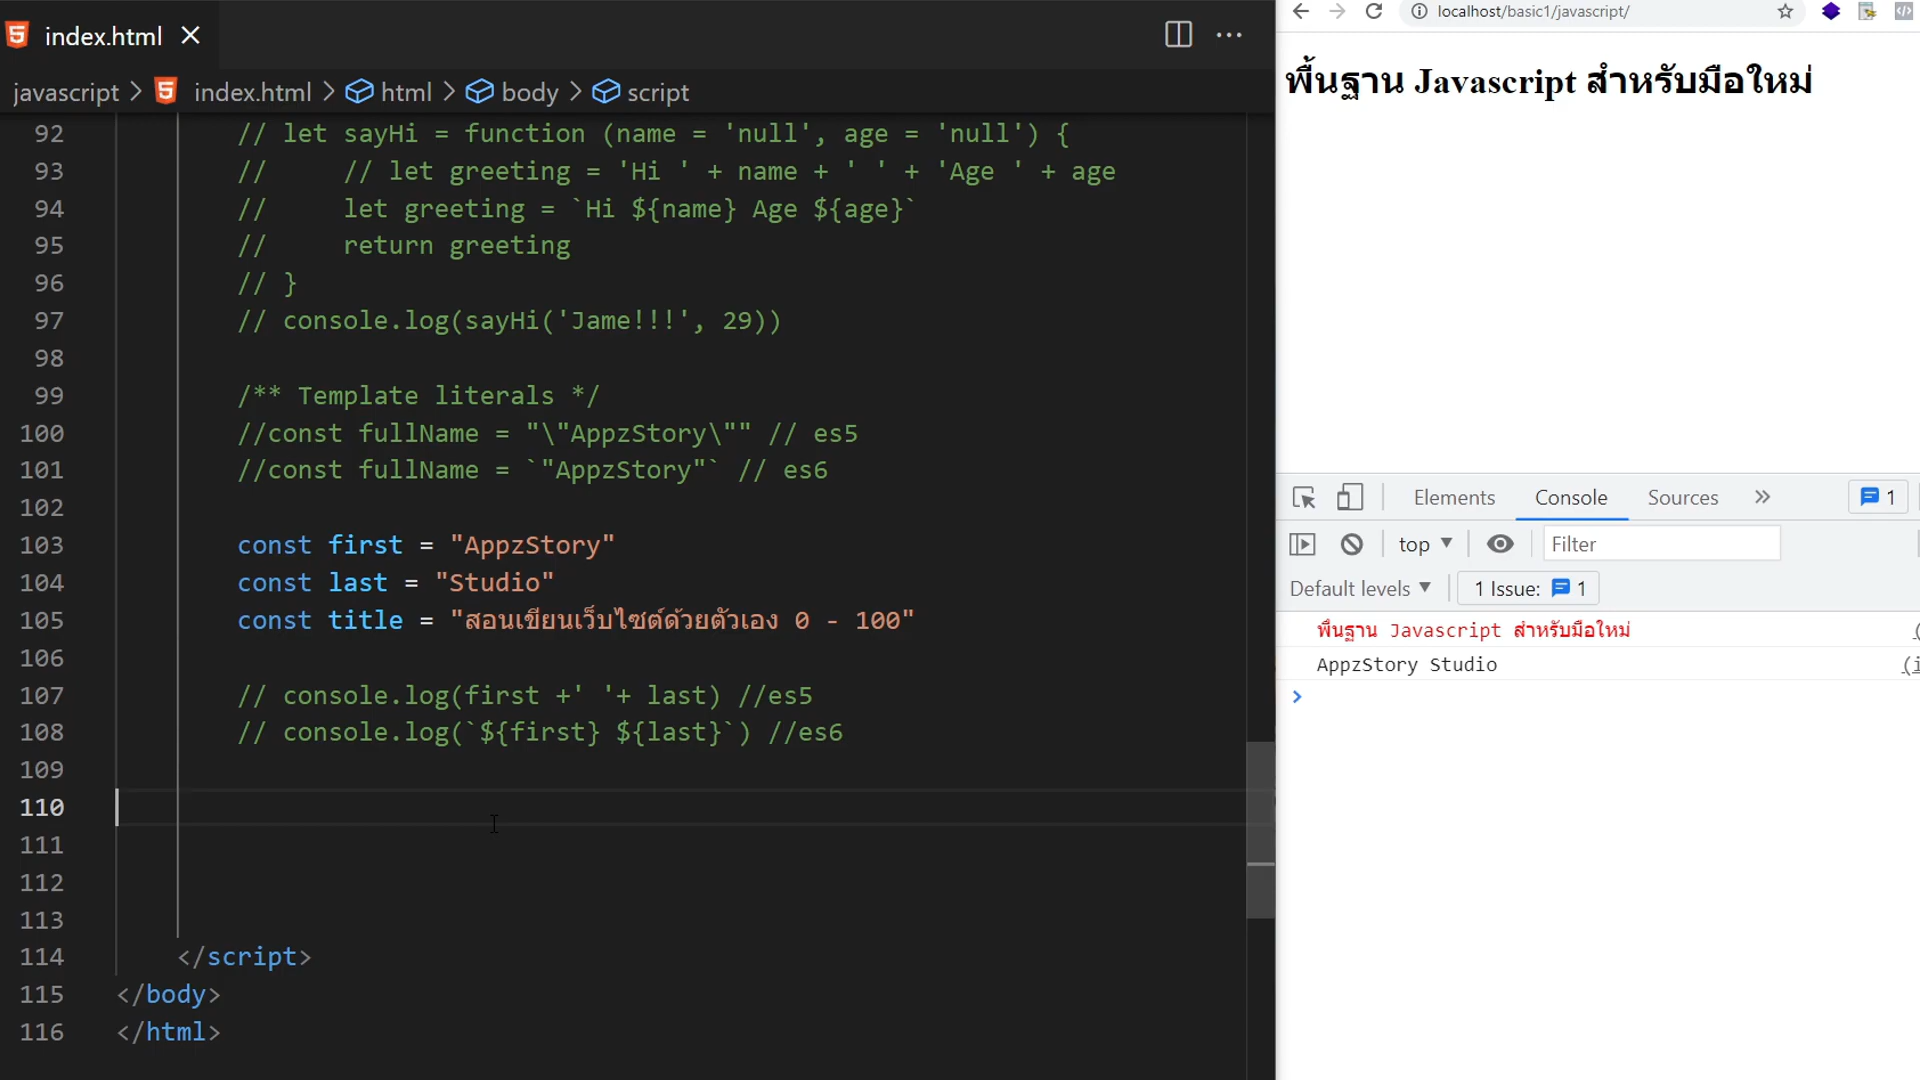 index.html
javascript > index.html > html > body > script
92 // let sayHi = function (name = 'null', age = 'null') {
93 //     // let greeting = 'Hi ' + name + ' ' + 'Age ' + age
94 //     let greeting = `Hi ${name} Age ${age}`
95 //     return greeting
96 // }
97 // console.log(sayHi('Jame!!!', 29))
98
99 /** Template literals */
100 //const fullName = "\"AppzStory\"" // es5
101 //const fullName = `"AppzStory"` // es6
102
103 const first = "AppzStory"
104 const last = "Studio"
105 const title = "สอนเขียนเว็บไซต์ด้วยตัวเอง 0 - 100"
106
107 // console.log(first +' '+ last) //es5
108 // console.log(`${first} ${last}`) //es6
109
110
111
112
113
114 </script>
115 </body>
116 </html>
localhost/basic1/javascript/
พื้นฐาน Javascript สำหรับมือใหม่
Elements Console Sources » 1
top Filter
Default levels 1 Issue: 1
พื้นฐาน Javascript สำหรับมือใหม่ (
AppzStory Studio (i